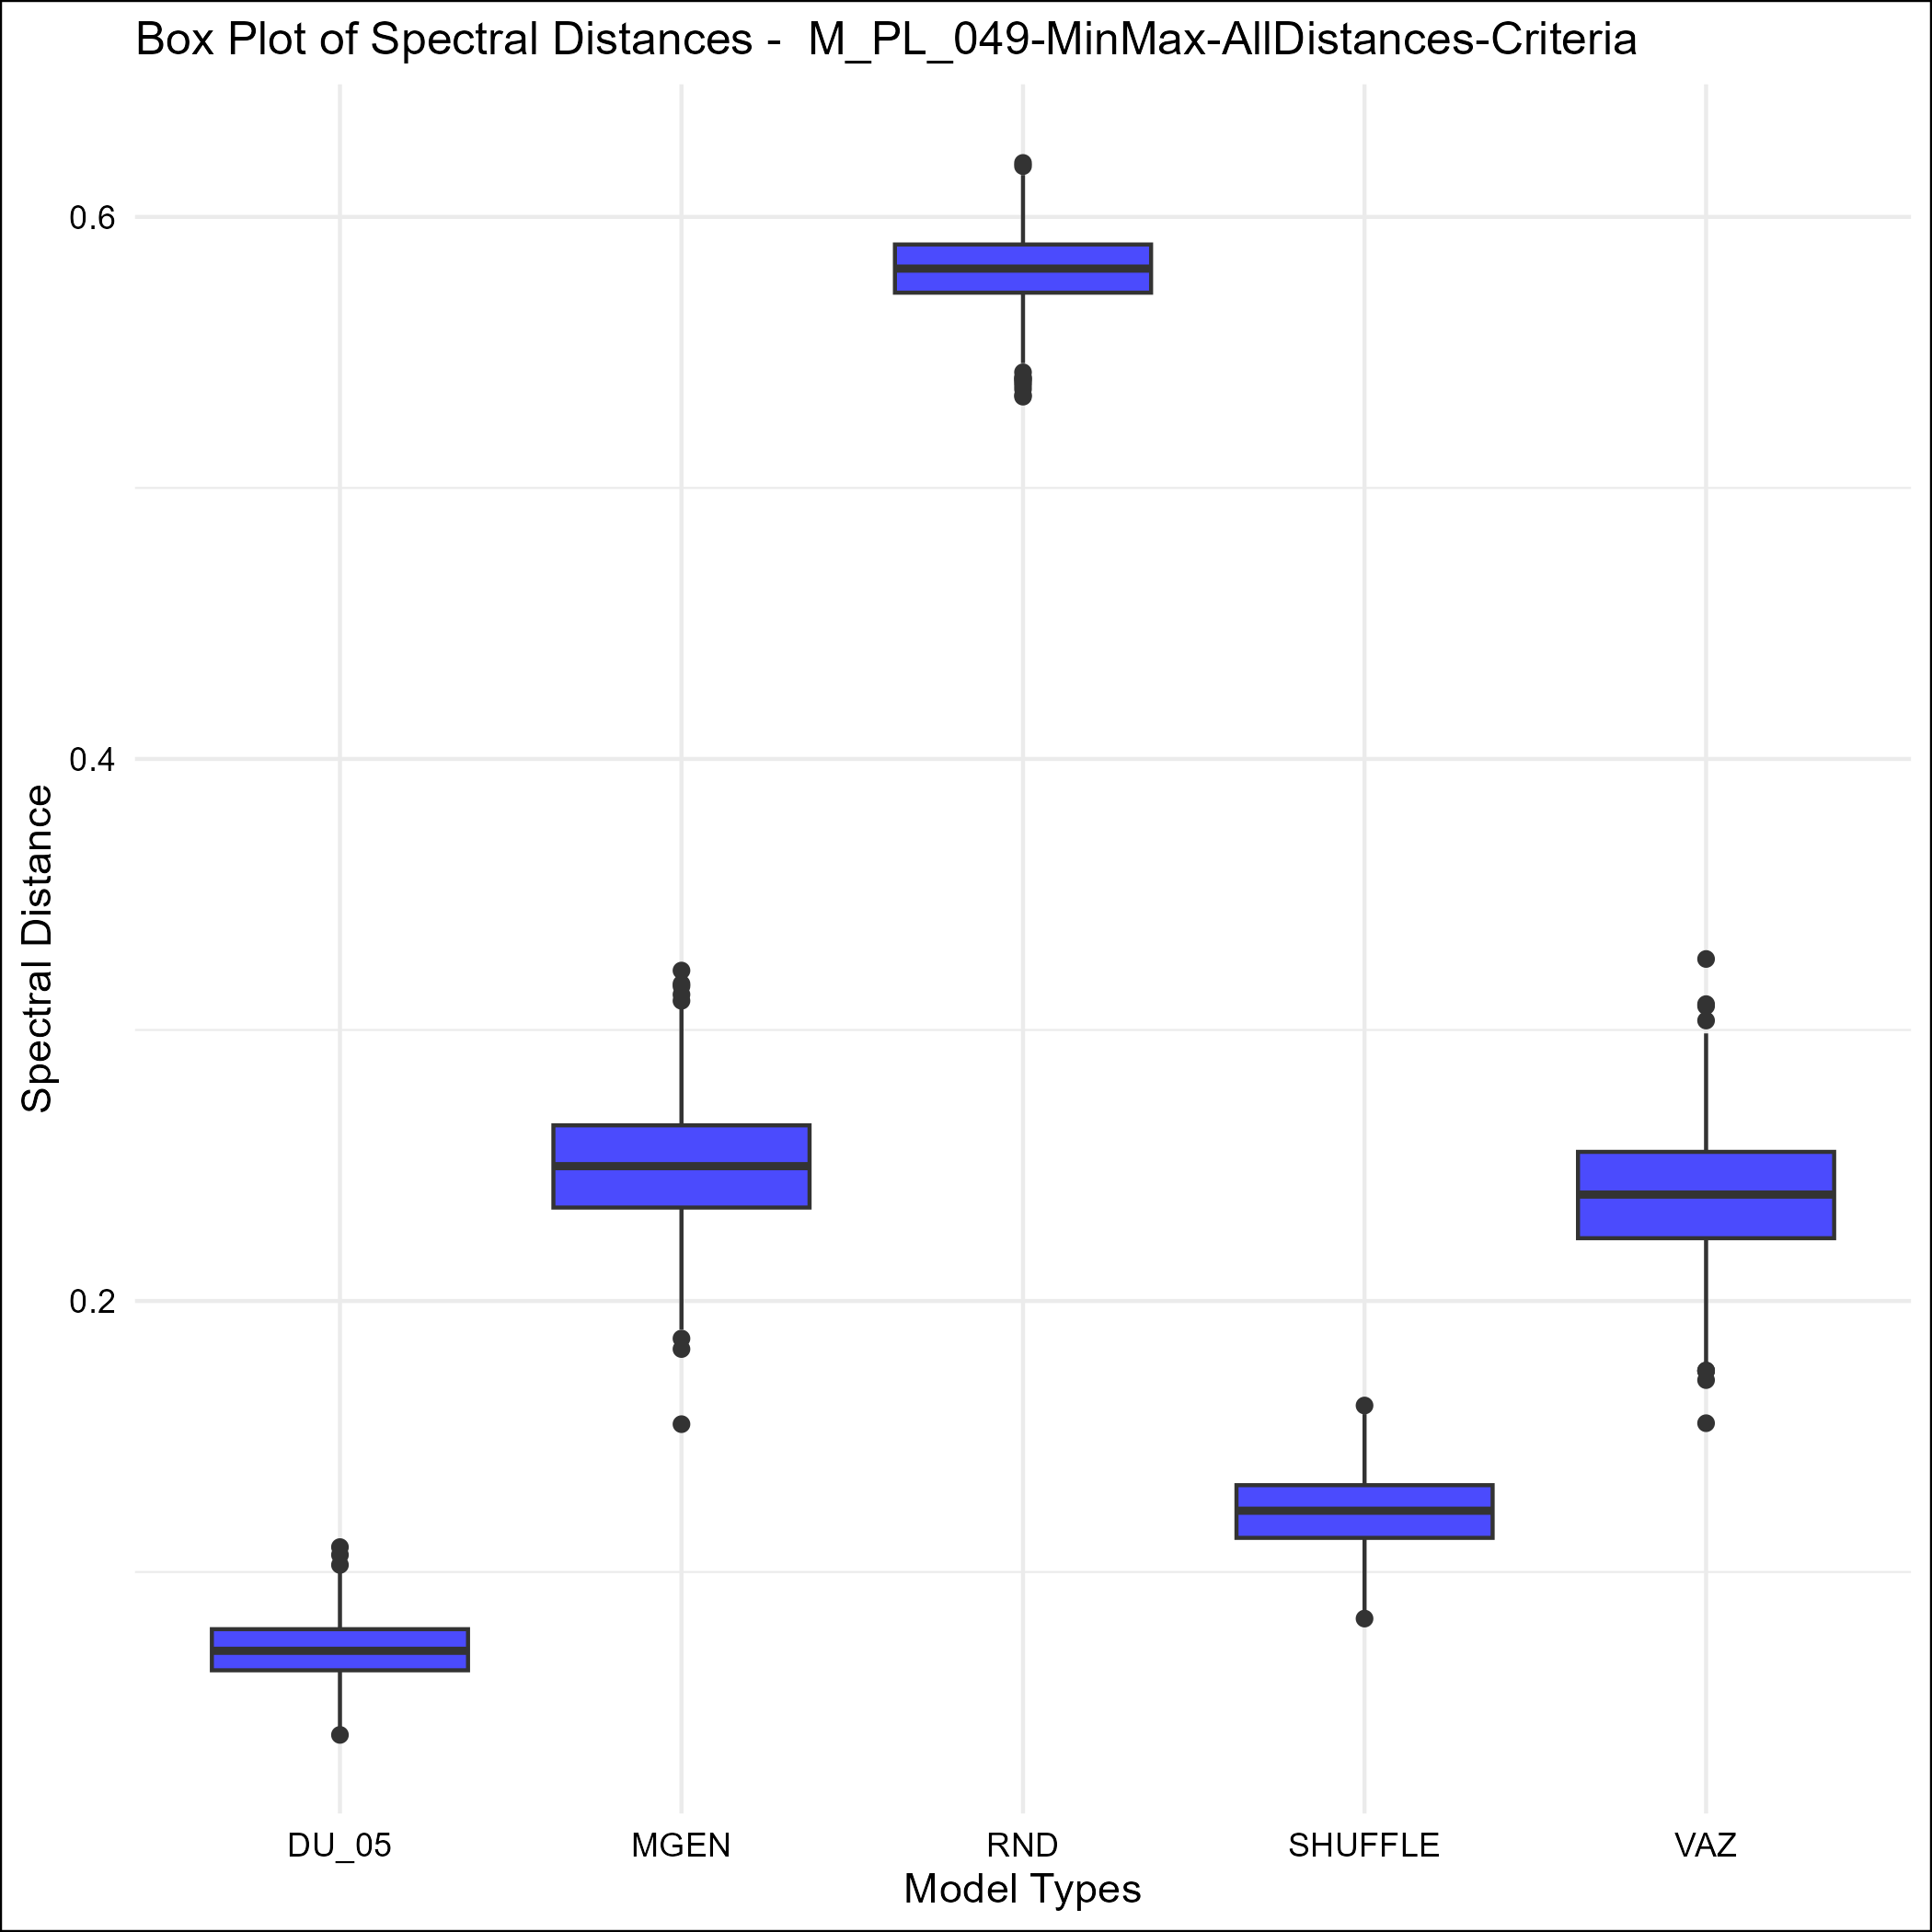 Box Plot of Spectral Distances -  M_PL_049-MinMax-AllDistances-Criteria
0.6
0.4
0.2
Spectral Distance
DU_05 MGEN RND SHUFFLE VAZ
Model Types